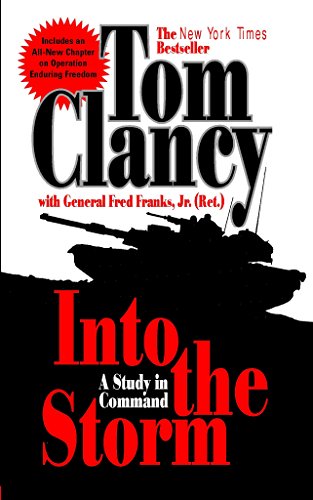 Includes an
All-New Chapter
on Operation
Enduring Freedom
The New York Times
Bestseller
Tom
Clancy
with General Fred Franks, Jr. (Ret.)
Into
the
A Study in
Command
Storm